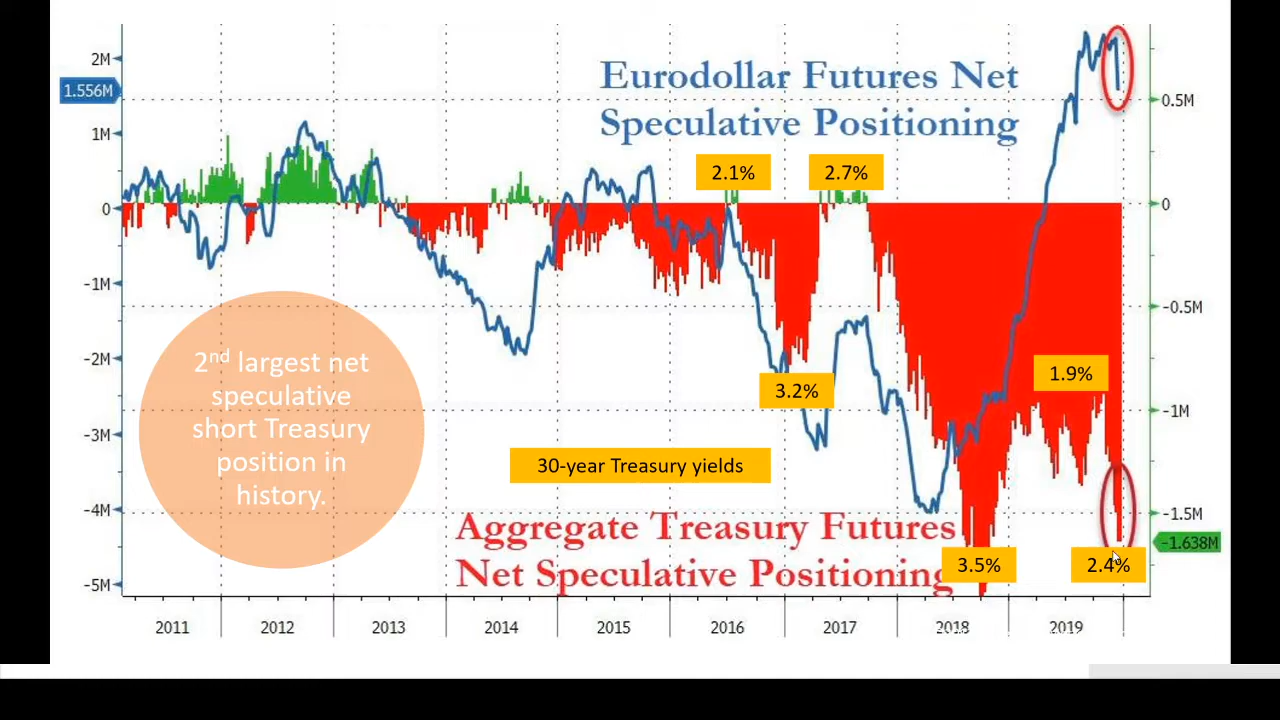 Eurodollar Futures Net
Speculative Positioning
2M
1.556M
1M
0
-1M
-2M
-3M
-4M
-5M
0.5M
0
-0.5M
-1M
-1.5M
-1.638M
2.1%
2.7%
3.2%
1.9%
3.5%
2.4%
2nd largest net
speculative
short Treasury
position in
history.
30-year Treasury yields
Aggregate Treasury Futures
Net Speculative Positioning
2011
2012
2013
2014
2015
2016
2017
2018
2019